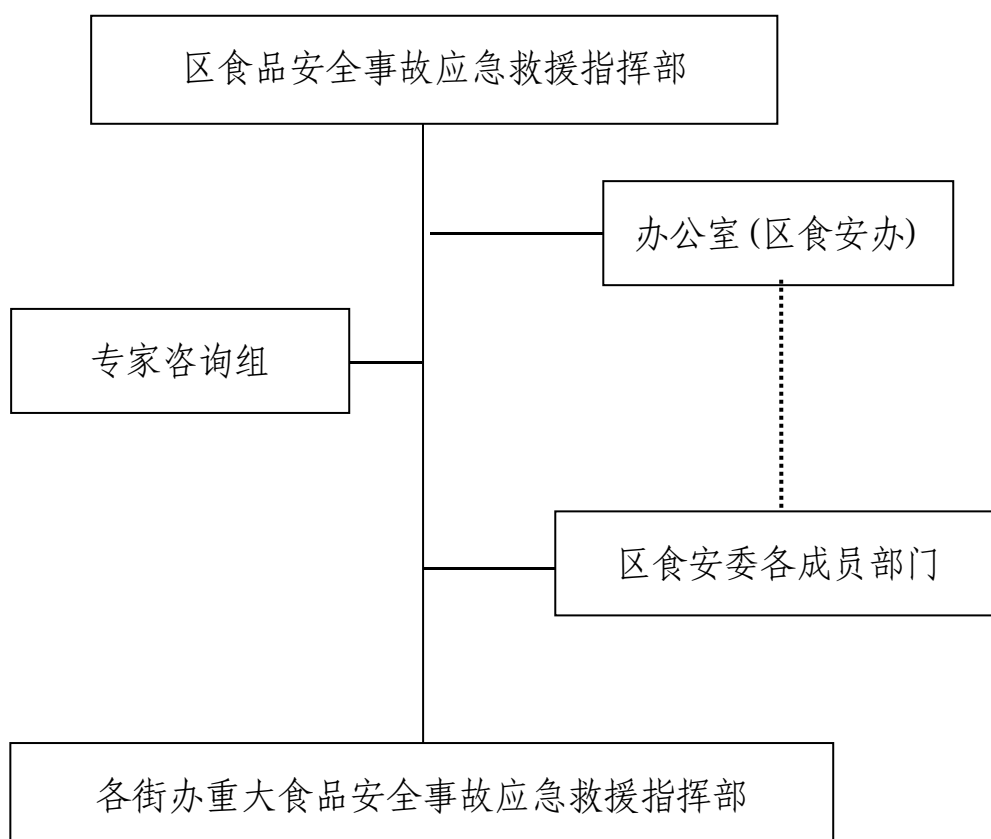 区食品安全事故应急救援指挥部
办公室(区食安办)
专家咨询组
区食安委各成员部门
各街办重大食品安全事故应急救援指挥部